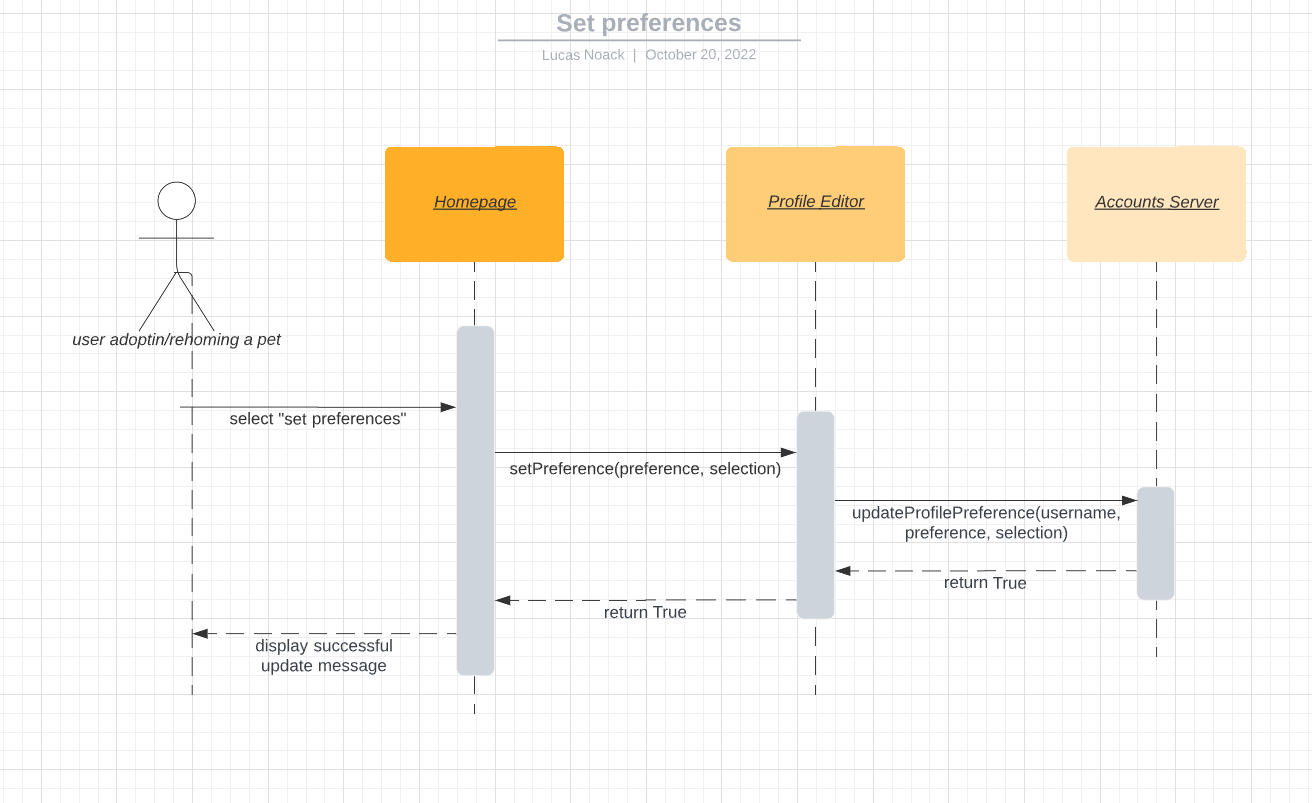 Set preferences
Lucas Noack | October 20, 2022
Homepage
Profile Editor
Accounts Server
user adoptin/rehoming a pet
select "set preferences"
setPreference(preference, selection)
updateProfilePreference(username,
preference, selection)
return True
return True
display successful
update message